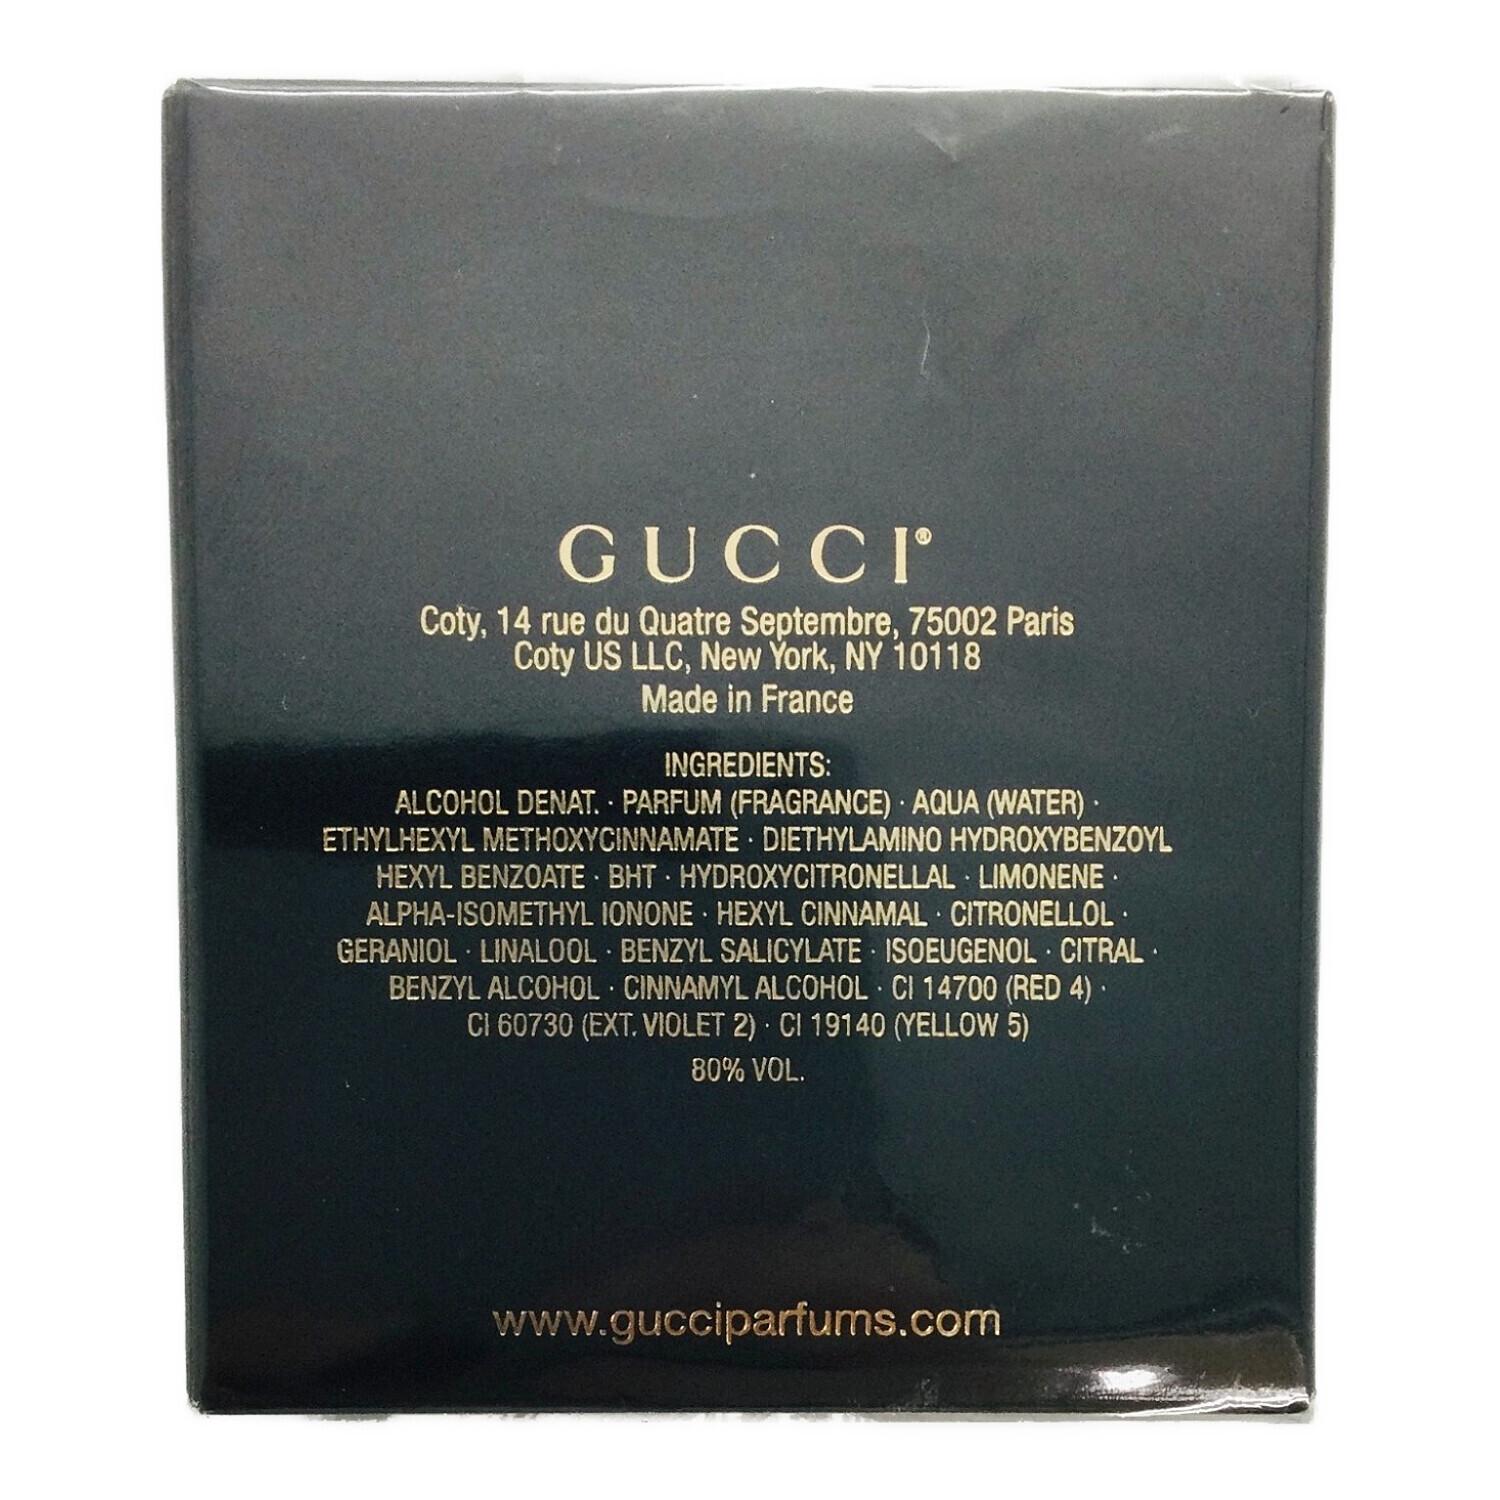 GUCCI®
Coty, 14 rue du Quatre Septembre, 75002 Paris
Coty US LLC, New York, NY 10118
Made in France
INGREDIENTS:
ALCOHOL DENAT. · PARFUM (FRAGRANCE) · AQUA (WATER) ·
ETHYLHEXYL METHOXYCINNAMATE · DIETHYLAMINO HYDROXYBENZOYL
HEXYL BENZOATE · BHT · HYDROXYCITRONELLAL · LIMONENE ·
ALPHA-ISOMETHYL IONONE · HEXYL CINNAMAL · CITRONELLOL ·
GERANIOL · LINALOOL · BENZYL SALICYLATE · ISOEUGENOL · CITRAL ·
BENZYL ALCOHOL · CINNAMYL ALCOHOL · CI 14700 (RED 4) ·
CI 60730 (EXT. VIOLET 2) · CI 19140 (YELLOW 5)
80% VOL.
www.gucciparfums.com